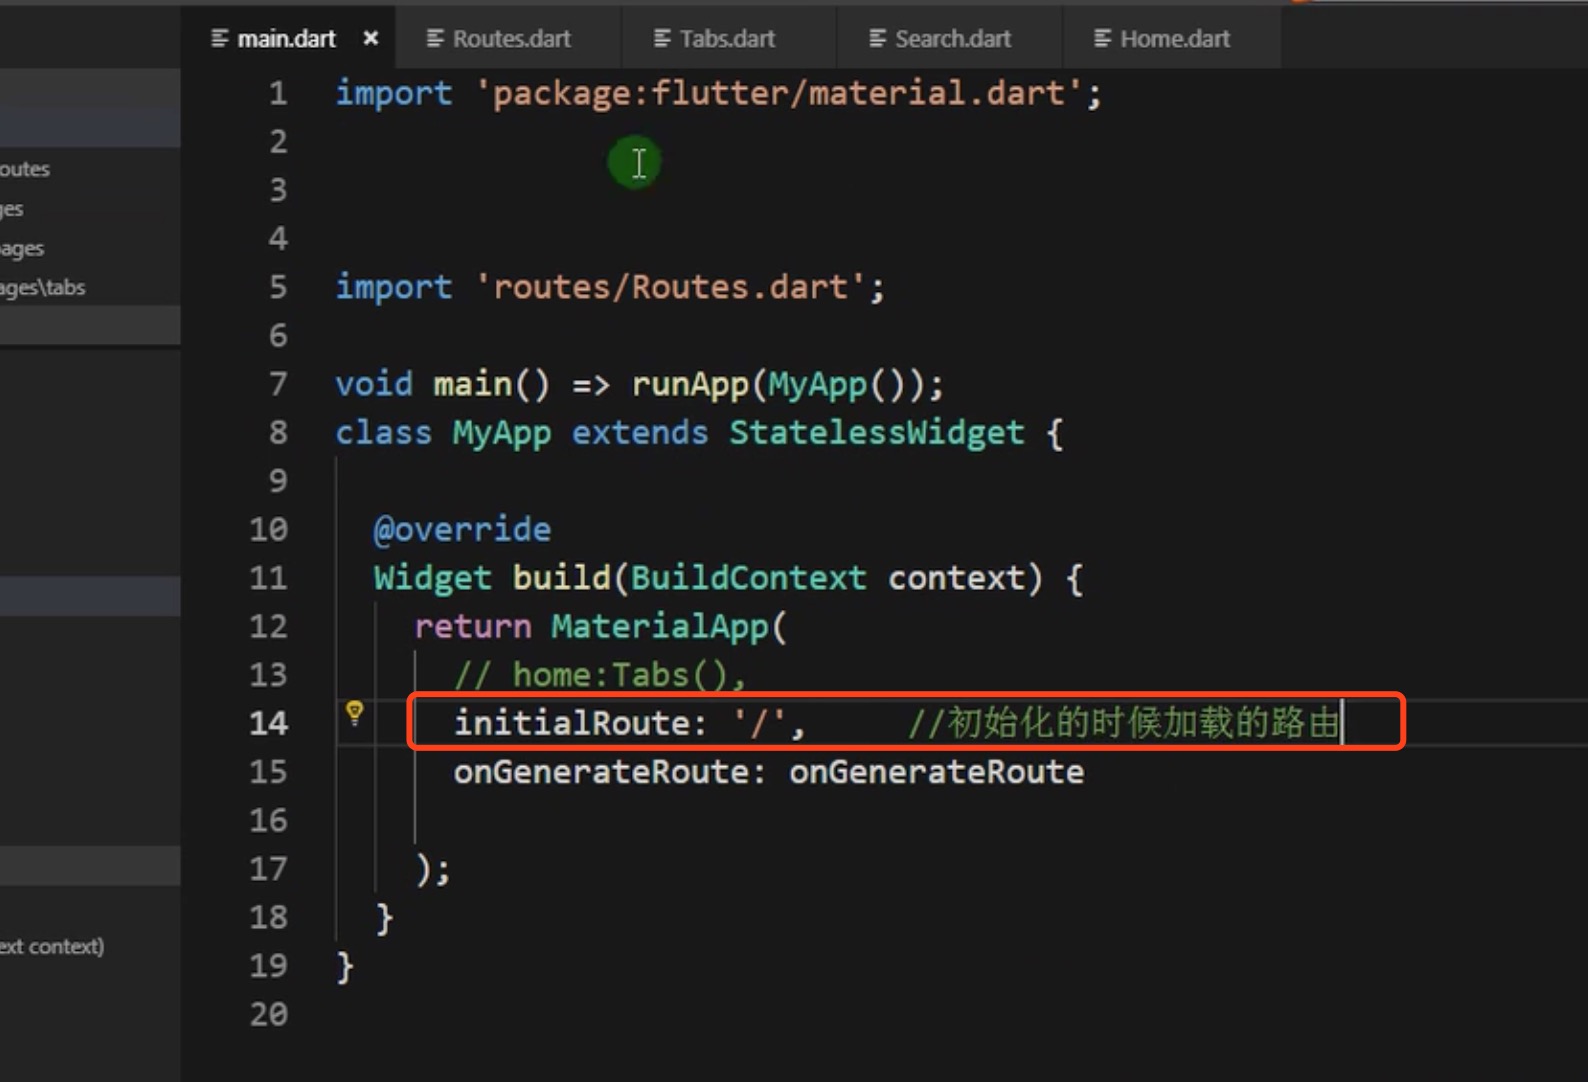 main.dart × Routes.dart Tabs.dart Search.dart Home.dart
outes
ges
ages
ages\tabs
ext context)
1 import 'package:flutter/material.dart';
2
3
4
5 import 'routes/Routes.dart';
6
7 void main() => runApp(MyApp());
8 class MyApp extends StatelessWidget {
9
10 @override
11 Widget build(BuildContext context) {
12 return MaterialApp(
13 // home:Tabs(),
14 initialRoute: '/', //初始化的时候加载的路由
15 onGenerateRoute: onGenerateRoute
16
17 );
18 }
19 }
20